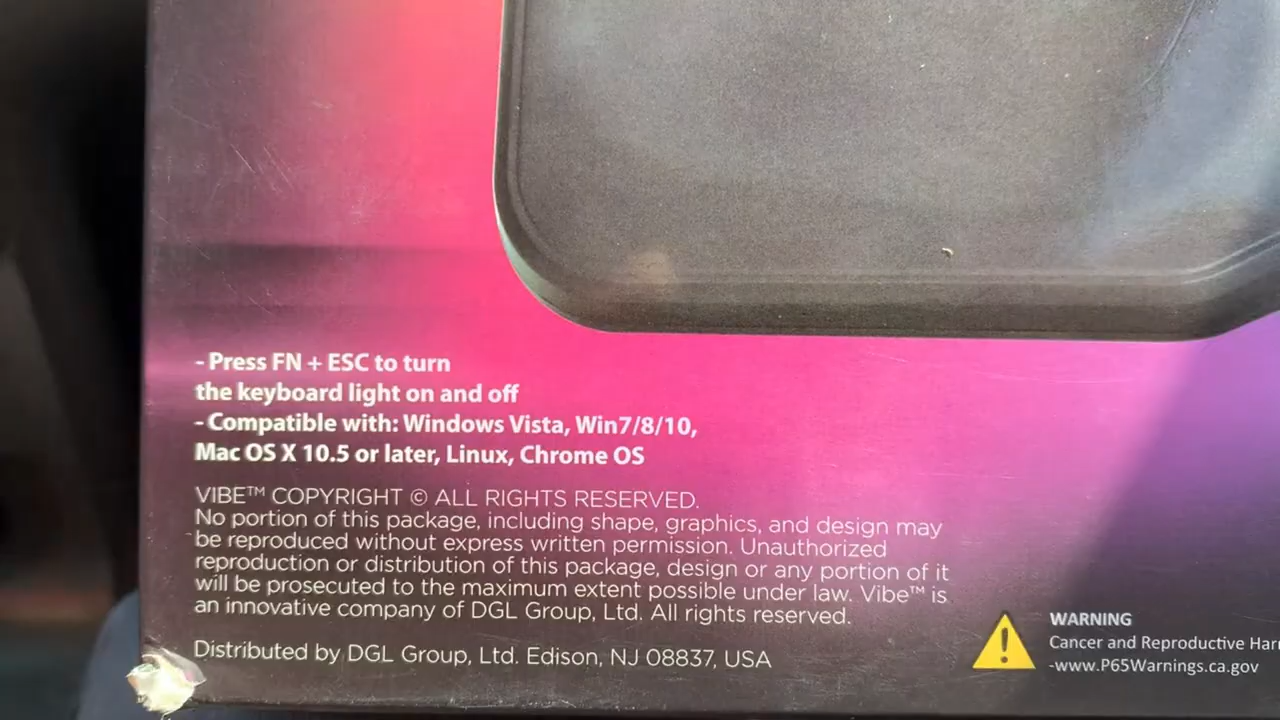 - Press FN + ESC to turn
the keyboard light on and off
- Compatible with: Windows Vista, Win7/8/10,
Mac OS X 10.5 or later, Linux, Chrome OS
VIBE™ COPYRIGHT © ALL RIGHTS RESERVED.
No portion of this package, including shape, graphics, and design may
be reproduced without express written permission. Unauthorized
reproduction or distribution of this package, design or any portion of it
will be prosecuted to the maximum extent possible under law. Vibe™ is
an innovative company of DGL Group, Ltd. All rights reserved.
Distributed by DGL Group, Ltd. Edison, NJ 08837, USA
WARNING
Cancer and Reproductive
-www.P65Warnings.ca.gov